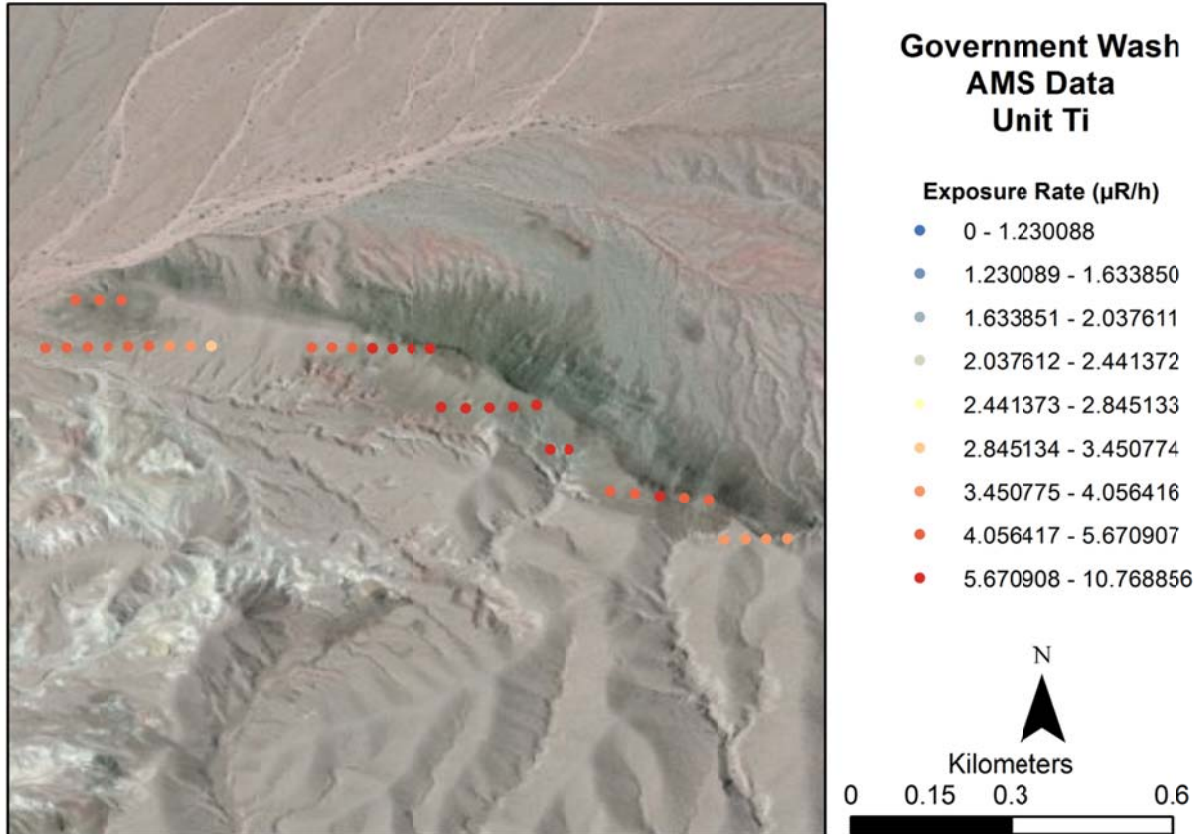 Government Wash
AMS Data
Unit Ti
Exposure Rate (µR/h)
0 - 1.230088
1.230089 - 1.633850
1.633851 - 2.037611
2.037612 - 2.441372
2.441373 - 2.845133
2.845134 - 3.450774
3.450775 - 4.056416
4.056417 - 5.670907
5.670908 - 10.768856
N
Kilometers
0 0.15 0.3 0.6